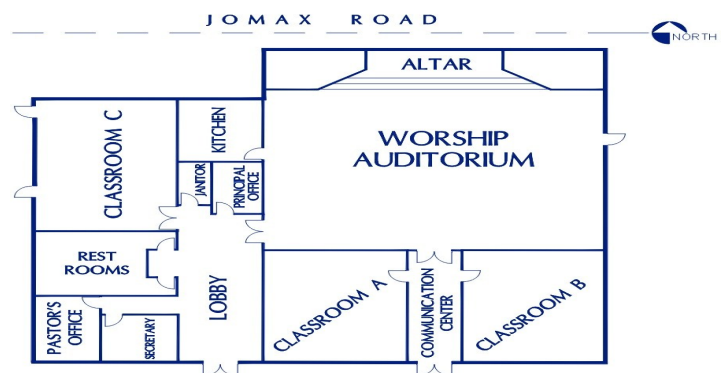 JOMAX ROAD
NORTH
ALTAR
WORSHIP
AUDITORIUM
CLASSROOM C
KITCHEN
JANITOR
PRINCIPAL
OFFICE
REST
ROOMS
LOBBY
PASTOR'S
OFFICE
SECRETARY
CLASSROOM A
COMMUNICATION
CENTER
CLASSROOM B